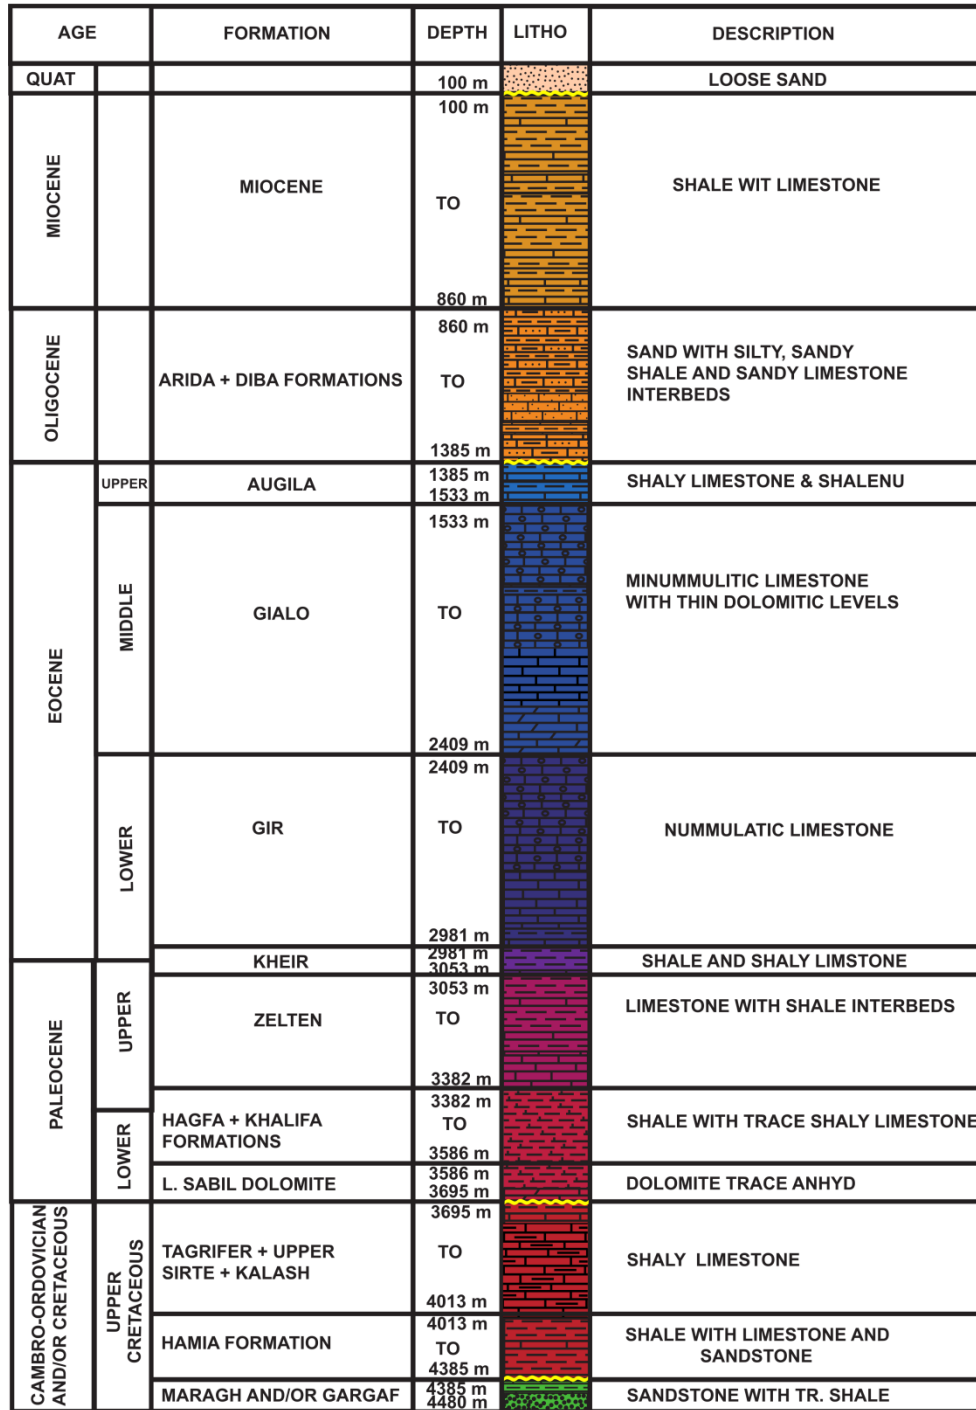 AGE FORMATION DEPTH LITHO DESCRIPTION
QUAT 100 m LOOSE SAND
MIOCENE MIOCENE 100 m
TO
860 m SHALE WIT LIMESTONE
OLIGOCENE ARIDA + DIBA FORMATIONS 860 m
TO
1385 m SAND WITH SILTY, SANDY
SHALE AND SANDY LIMESTONE
INTERBEDS
EOCENE
UPPER AUGILA 1385 m
1533 m SHALY LIMESTONE & SHALENU
MIDDLE GIALO 1533 m
TO
2409 m MINUMMULITIC LIMESTONE
WITH THIN DOLOMITIC LEVELS
LOWER GIR 2409 m
TO
2981 m NUMMULATIC LIMESTONE
KHEIR 2981 m
3053 m SHALE AND SHALY LIMSTONE
PALEOCENE
UPPER ZELTEN 3053 m
TO
3382 m LIMESTONE WITH SHALE INTERBEDS
LOWER HAGFA + KHALIFA
FORMATIONS 3382 m
TO
3586 m SHALE WITH TRACE SHALY LIMESTONE
L. SABIL DOLOMITE 3586 m
3695 m DOLOMITE TRACE ANHYD
CAMBRO-ORDOVICIAN
AND/OR CRETACEOUS
UPPER
CRETACEOUS
TAGRIFER + UPPER
SIRTE + KALASH 3695 m
TO
4013 m SHALY LIMESTONE
HAMIA FORMATION 4013 m
TO
4385 m SHALE WITH LIMESTONE AND
SANDSTONE
MARAGH AND/OR GARGAF 4385 m
4480 m SANDSTONE WITH TR. SHALE